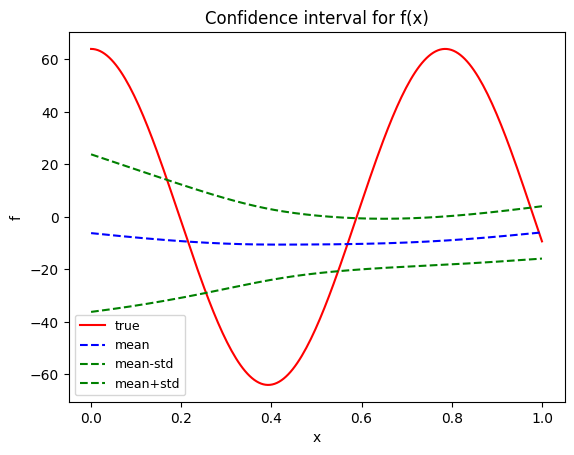 Confidence interval for f(x)
f
60
40
20
0
−20
−40
−60
true
mean
mean-std
mean+std
0.0
0.2
0.4
0.6
0.8
1.0
x